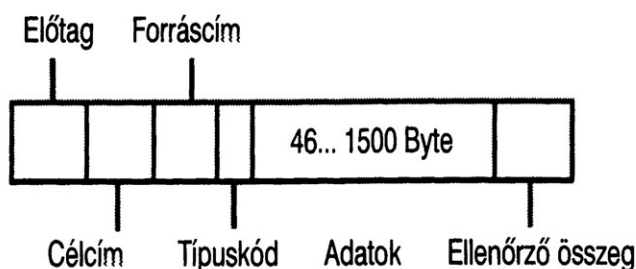 Előtag Forráscím
46... 1500 Byte
Célcím Típuskód Adatok Ellenőrző összeg